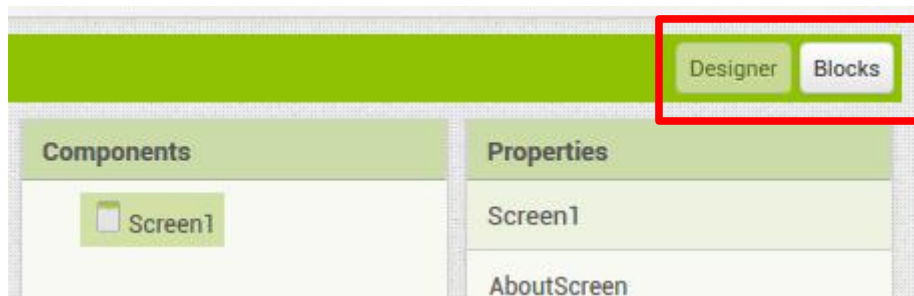 Designer Blocks
Components Properties
Screen1 Screen1
AboutScreen